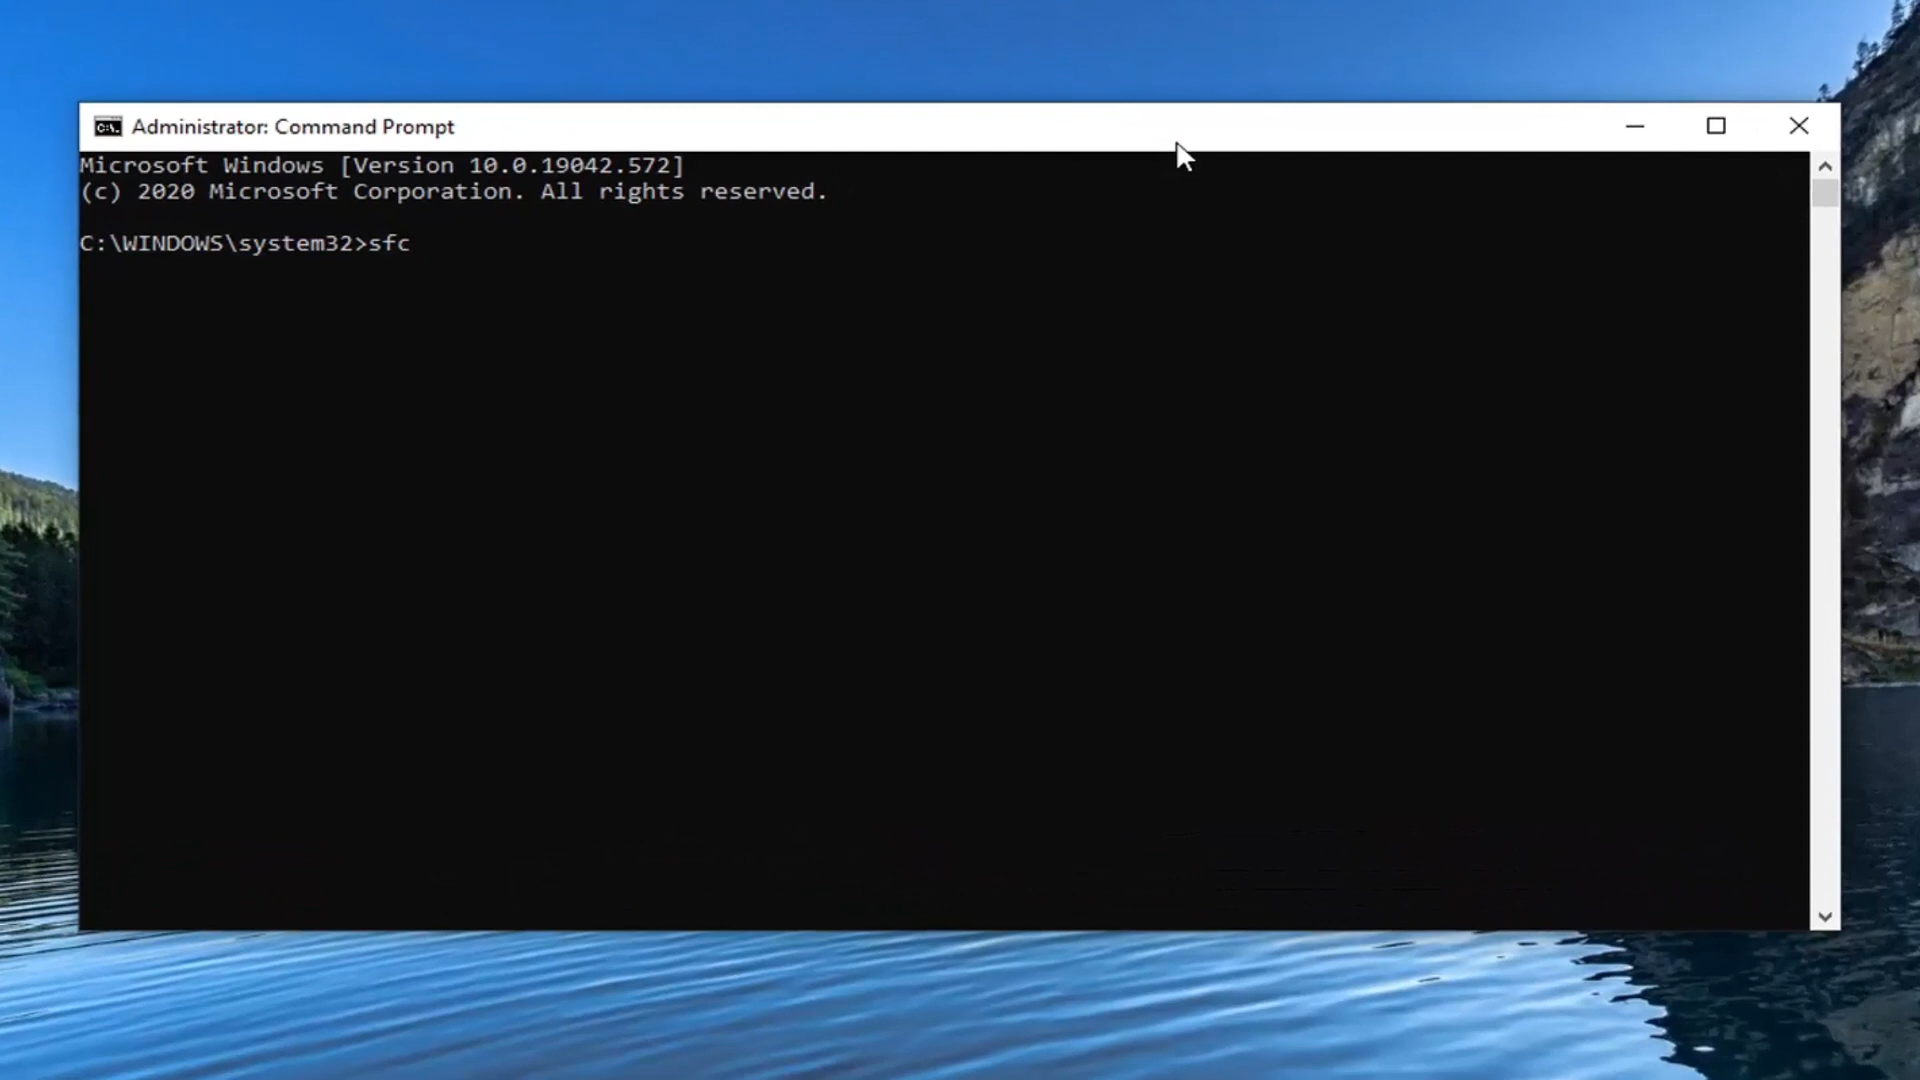 Administrator: Command Prompt
Microsoft Windows [Version 10.0.19042.572]
(c) 2020 Microsoft Corporation. All rights reserved.
C:\WINDOWS\system32>sfc